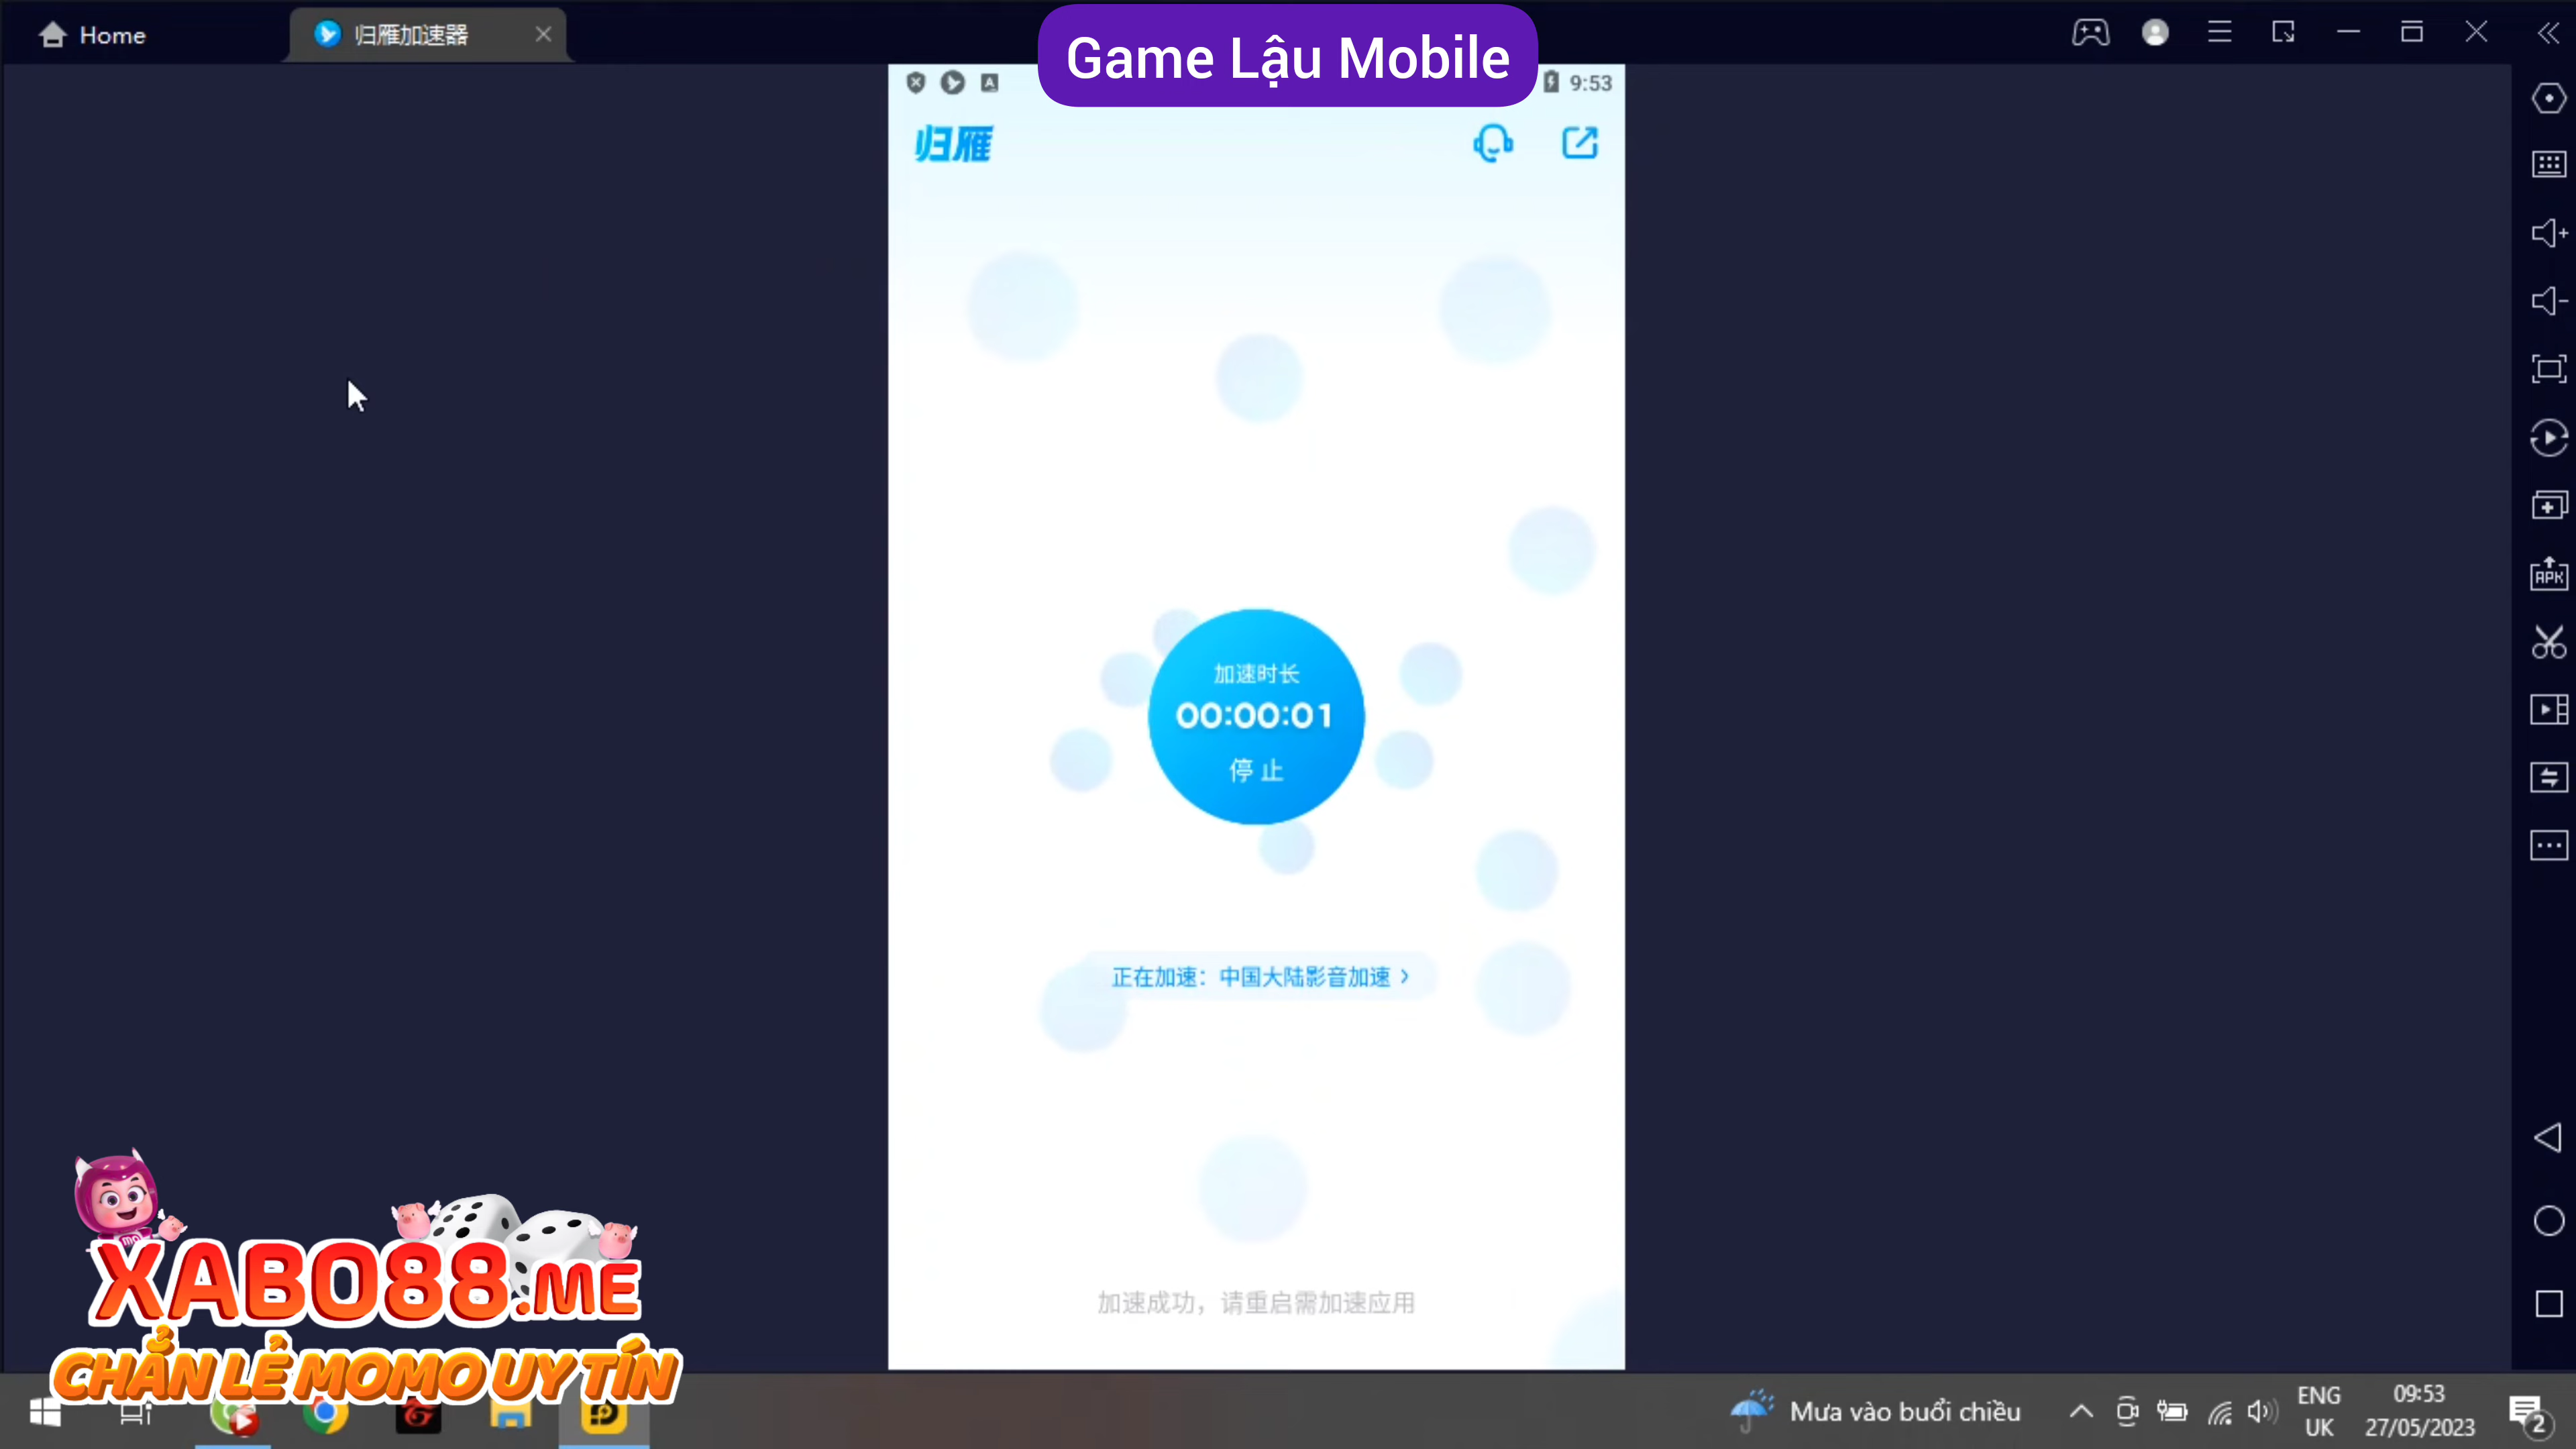 Home
归雁加速器
Game Lậu Mobile
9:53
归雁
加速时长
00:00:01
停止
正在加速：中国大陆影音加速 >
加速成功，请重启需加速应用
APK
XABO88.ME
CHẴN LẺ MOMO UY TÍN
Mưa vào buổi chiều
ENG
UK
09:53
27/05/2023
2